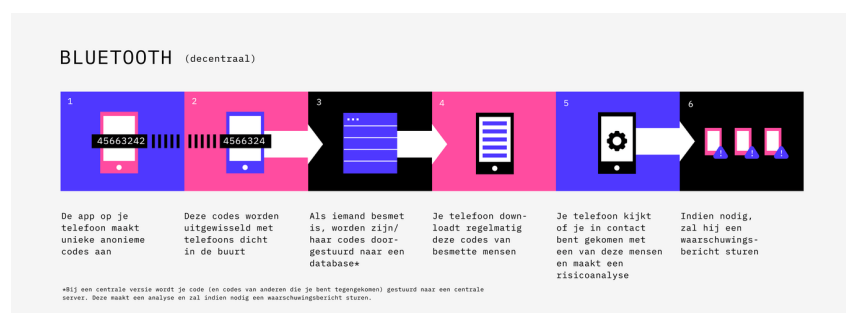 BLUETOOTH (decentraal)
1
2
3
4
5
6
45663242
4566324
De app op je
telefoon maakt
unieke anonieme
codes aan
Deze codes worden
uitgewisseld met
telefoons dicht
in de buurt
Als iemand besmet
is, worden zijn/
haar codes door-
gestuurd naar een
database*
Je telefoon down-
loadt regelmatig
deze codes van
besmette mensen
Je telefoon kijkt
of je in contact
bent gekomen met
een van deze mensen
en maakt een
risicoanalyse
Indien nodig,
zal hij een
waarschuwings-
bericht sturen
*Bij een centrale versie wordt je code (en codes van anderen die je bent tegengekomen) gestuurd naar een centrale
server. Deze maakt een analyse en zal indien nodig een waarschuwingsbericht sturen.